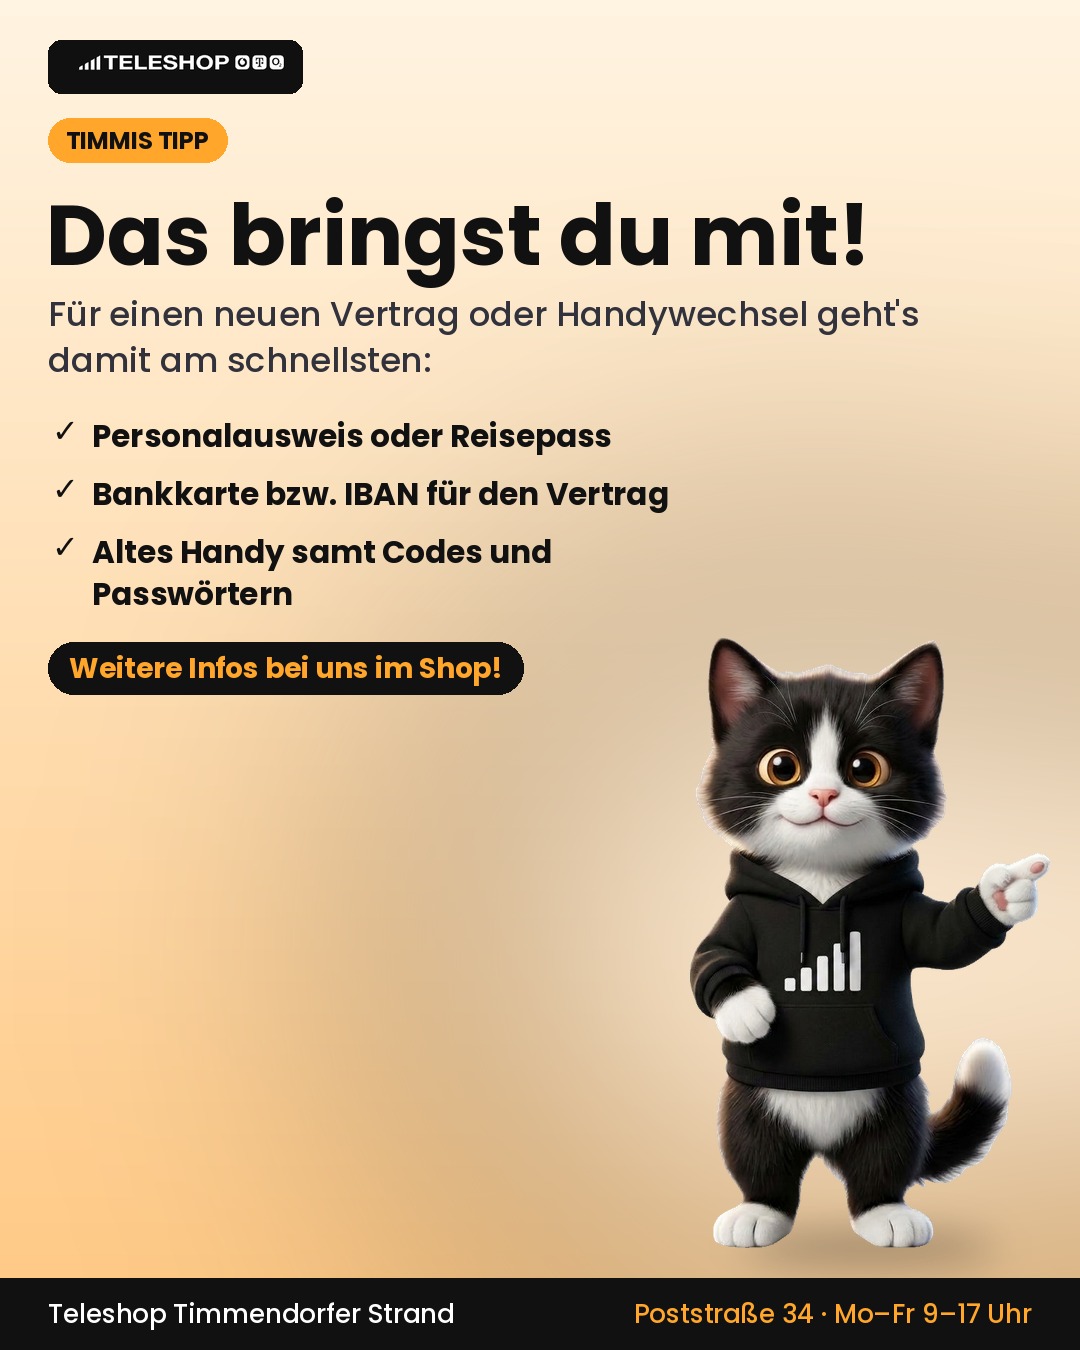 TELESHOP
TIMMIS TIPP
Das bringst du mit!
Für einen neuen Vertrag oder Handywechsel geht's
damit am schnellsten:
✓ Personalausweis oder Reisepass
✓ Bankkarte bzw. IBAN für den Vertrag
✓ Altes Handy samt Codes und
Passwörtern
Weitere Infos bei uns im Shop!
Teleshop Timmendorfer Strand
Poststraße 34 · Mo–Fr 9–17 Uhr